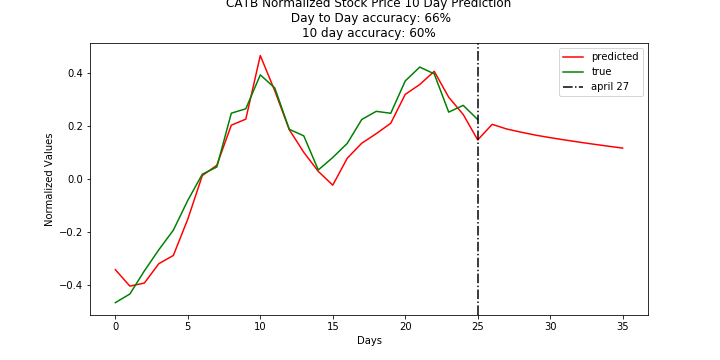 CATB Normalized Stock Price 10 Day Prediction
Day to Day accuracy: 66%
10 day accuracy: 60%
predicted
true
april 27
Normalized Values
0.4
0.2
0.0
−0.2
−0.4
0 5 10 15 20 25 30 35
Days